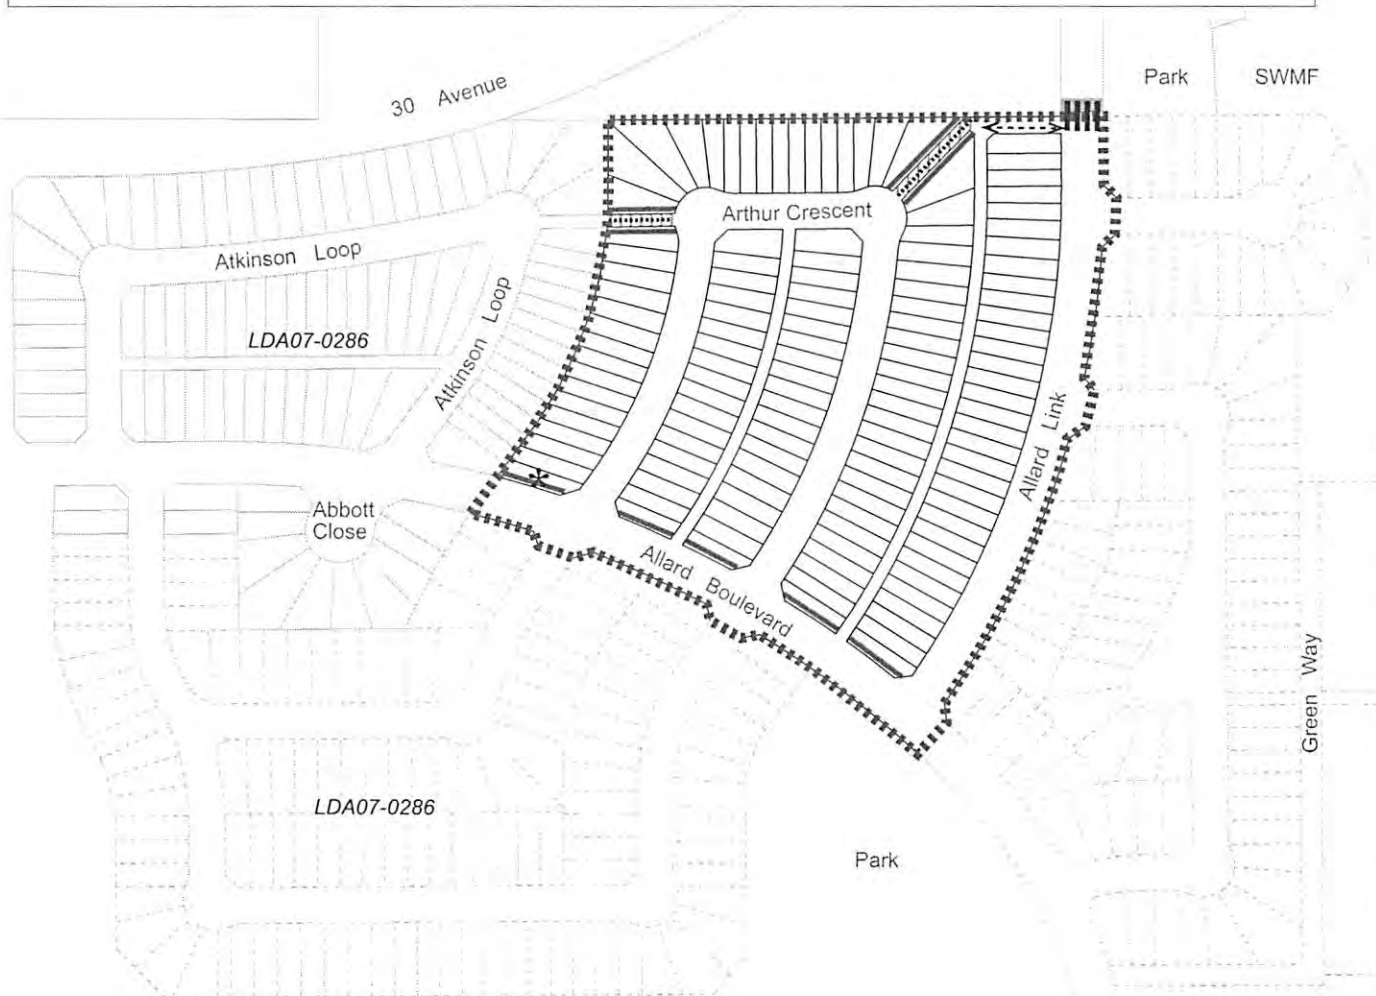 Park
SWMF
30 Avenue
Arthur Crescent
Atkinson Loop
LDA07-0286
Atkinson Loop
Allard Link
Abbott
Close
Allard Boulevard
Green Way
LDA07-0286
Park